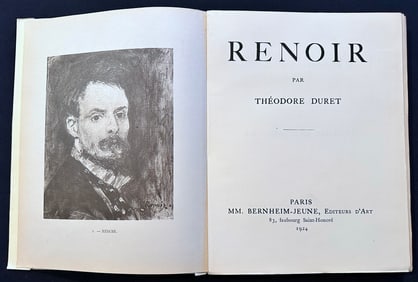 RENOIR
PAR
THÉODORE DURET
PARIS
MM. BERNHEIM-JEUNE, ÉDITEURS D'ART
83, faubourg Saint-Honoré
1924